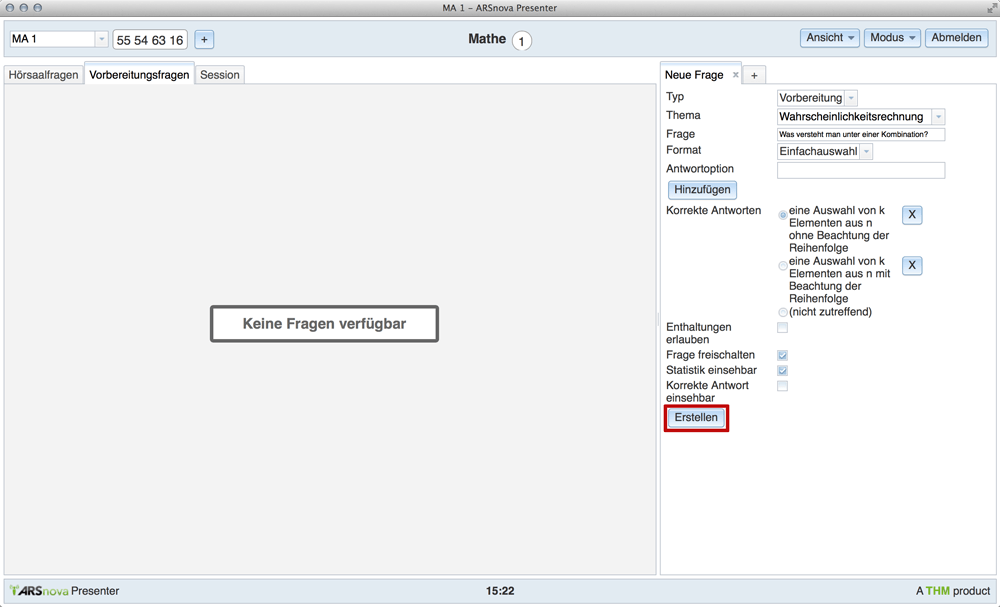 MA 1 – ARSnova Presenter
MA 1 55 54 63 16 + Mathe 1 Ansicht Modus Abmelden
Hörsaalfragen Vorbereitungsfragen Session
Keine Fragen verfügbar
Neue Frage × +
Typ Vorbereitung
Thema Wahrscheinlichkeitsrechnung
Frage Was versteht man unter einer Kombination?
Format Einfachauswahl
Antwortoption
Hinzufügen
Korrekte Antworten eine Auswahl von k X
Elementen aus n
ohne Beachtung der
Reihenfolge
eine Auswahl von k X
Elementen aus n mit
Beachtung der
Reihenfolge
(nicht zutreffend)
Enthaltungen
erlauben
Frage freischalten
Statistik einsehbar
Korrekte Antwort
einsehbar
Erstellen
ARSnova Presenter 15:22 A THM product